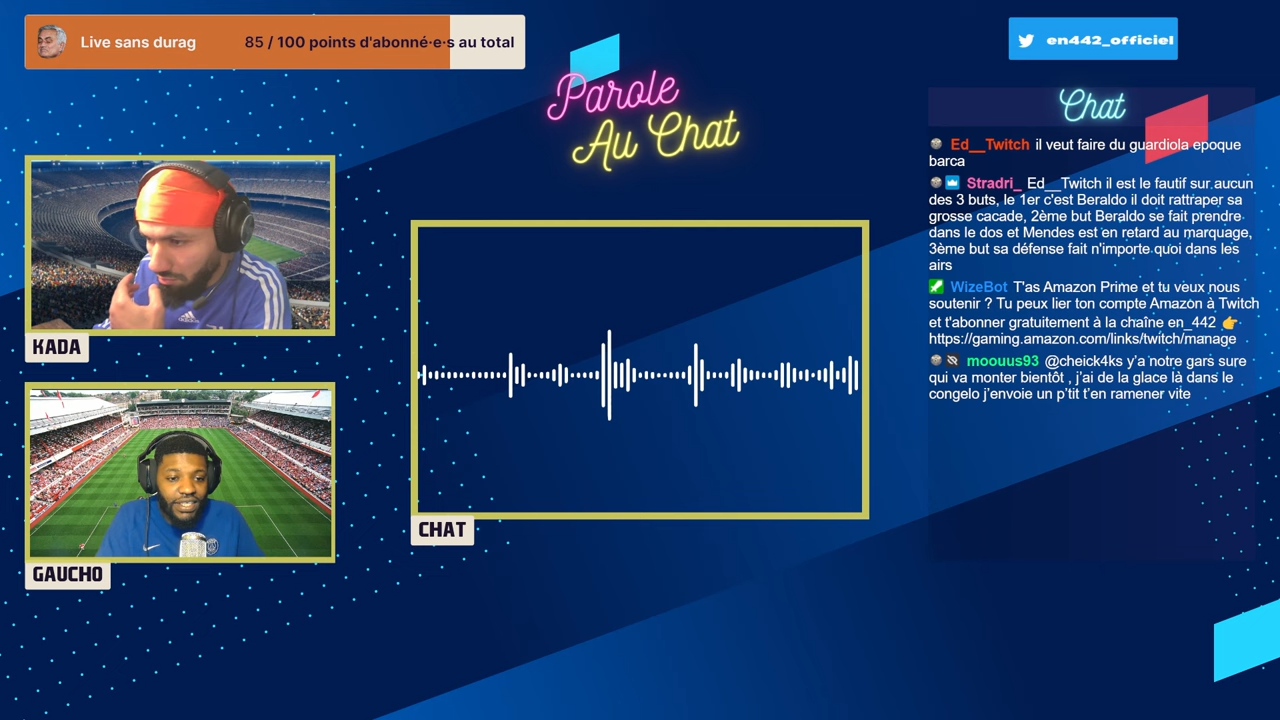 Live sans durag
85 / 100 points d'abonné·e·s au total
en442_officiel
Parole
Au Chat
Chat
Ed__Twitch il veut faire du guardiola epoque
barca
Stradri_ Ed__Twitch il est le fautif sur aucun
des 3 buts, le 1er c'est Beraldo il doit rattraper sa
grosse cacade, 2ème but Beraldo se fait prendre
dans le dos et Mendes est en retard au marquage,
3ème but sa défense fait n'importe quoi dans les
airs
WizeBot T'as Amazon Prime et tu veux nous
soutenir ? Tu peux lier ton compte Amazon à Twitch
et t'abonner gratuitement à la chaîne en_442 👉
https://gaming.amazon.com/links/twitch/manage
moouus93 @cheick4ks y'a notre gars sure
qui va monter bientôt , j'ai de la glace là dans le
congelo j'envoie un p'tit t'en ramener vite
KADA
GAUCHO
CHAT